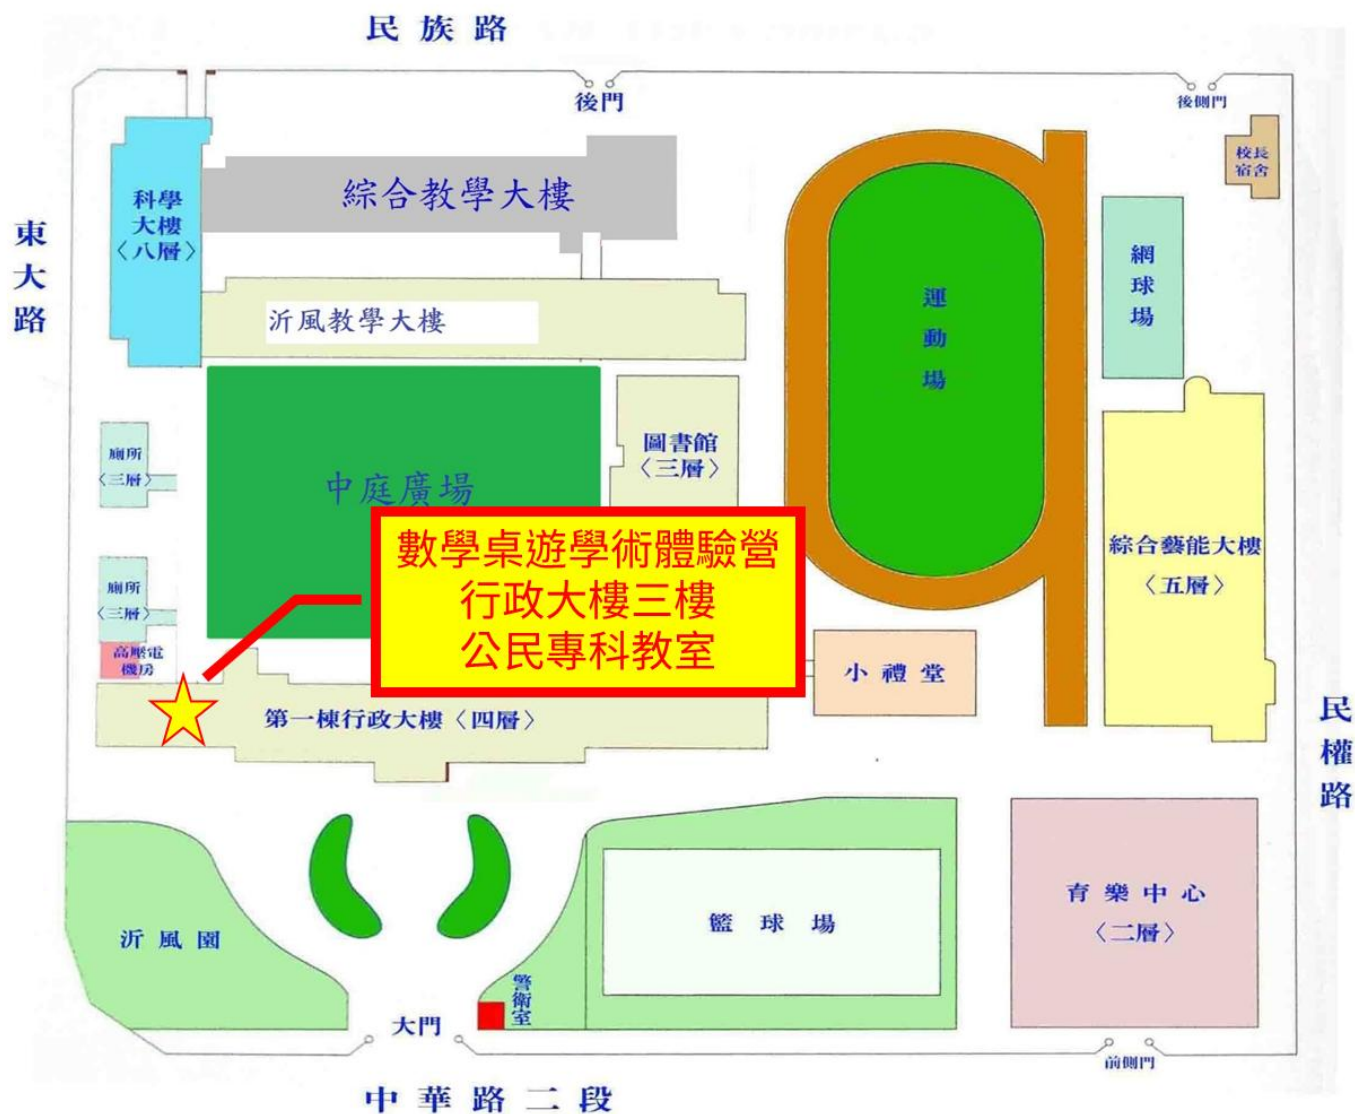 民族路
後門
後側門
校長
宿舍
科學
大樓
〈八層〉
綜合教學大樓
東大路
網球場
沂風教學大樓
運動場
廁所
〈三層〉
圖書館
〈三層〉
中庭廣場
數學桌遊學術體驗營
行政大樓三樓
公民專科教室
綜合藝能大樓
〈五層〉
廁所
〈三層〉
高壓電
機房
小禮堂
第一棟行政大樓〈四層〉
民權路
育樂中心
〈二層〉
籃球場
沂風園
警衛室
大門
前側門
中華路二段